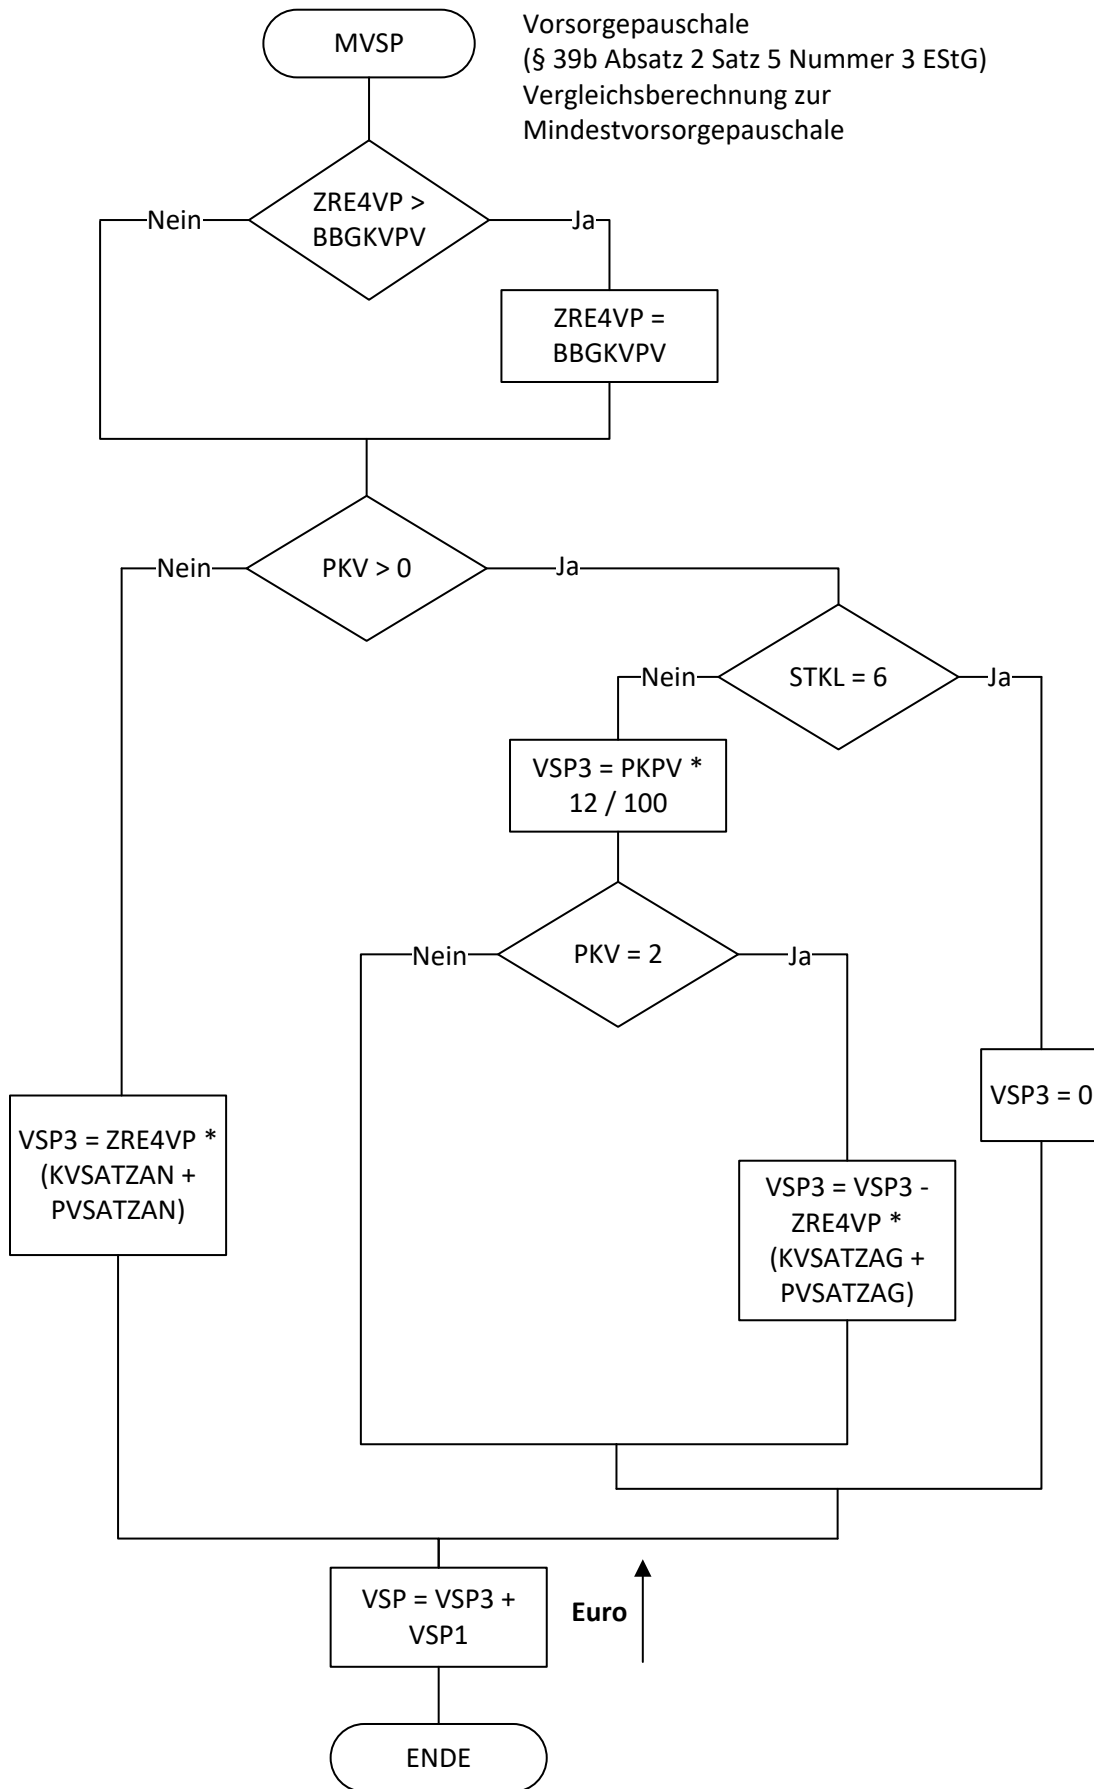 MVSP
Vorsorgepauschale
(§ 39b Absatz 2 Satz 5 Nummer 3 EStG)
Vergleichsberechnung zur
Mindestvorsorgepauschale
ZRE4VP >
BBGKVPV
Nein
Ja
ZRE4VP =
BBGKVPV
PKV > 0
Nein
Ja
STKL = 6
Nein
Ja
VSP3 = PKPV *
12 / 100
PKV = 2
Nein
Ja
VSP3 = 0
VSP3 = ZRE4VP *
(KVSATZAN +
PVSATZAN)
VSP3 = VSP3 -
ZRE4VP *
(KVSATZAG +
PVSATZAG)
VSP = VSP3 +
VSP1
Euro
ENDE